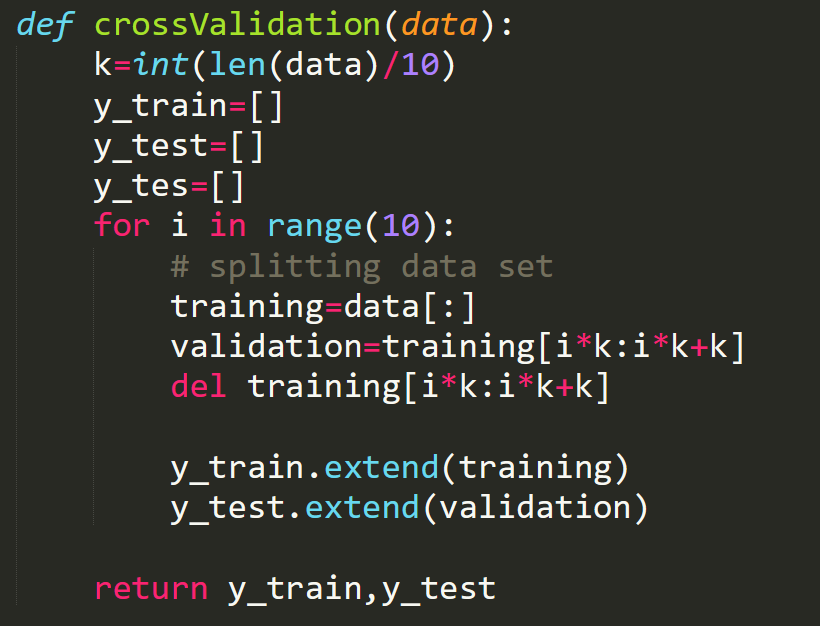 def crossValidation(data):
    k=int(len(data)/10)
    y_train=[]
    y_test=[]
    y_tes=[]
    for i in range(10):
        # splitting data set
        training=data[:]
        validation=training[i*k:i*k+k]
        del training[i*k:i*k+k]
        y_train.extend(training)
        y_test.extend(validation)
    return y_train,y_test